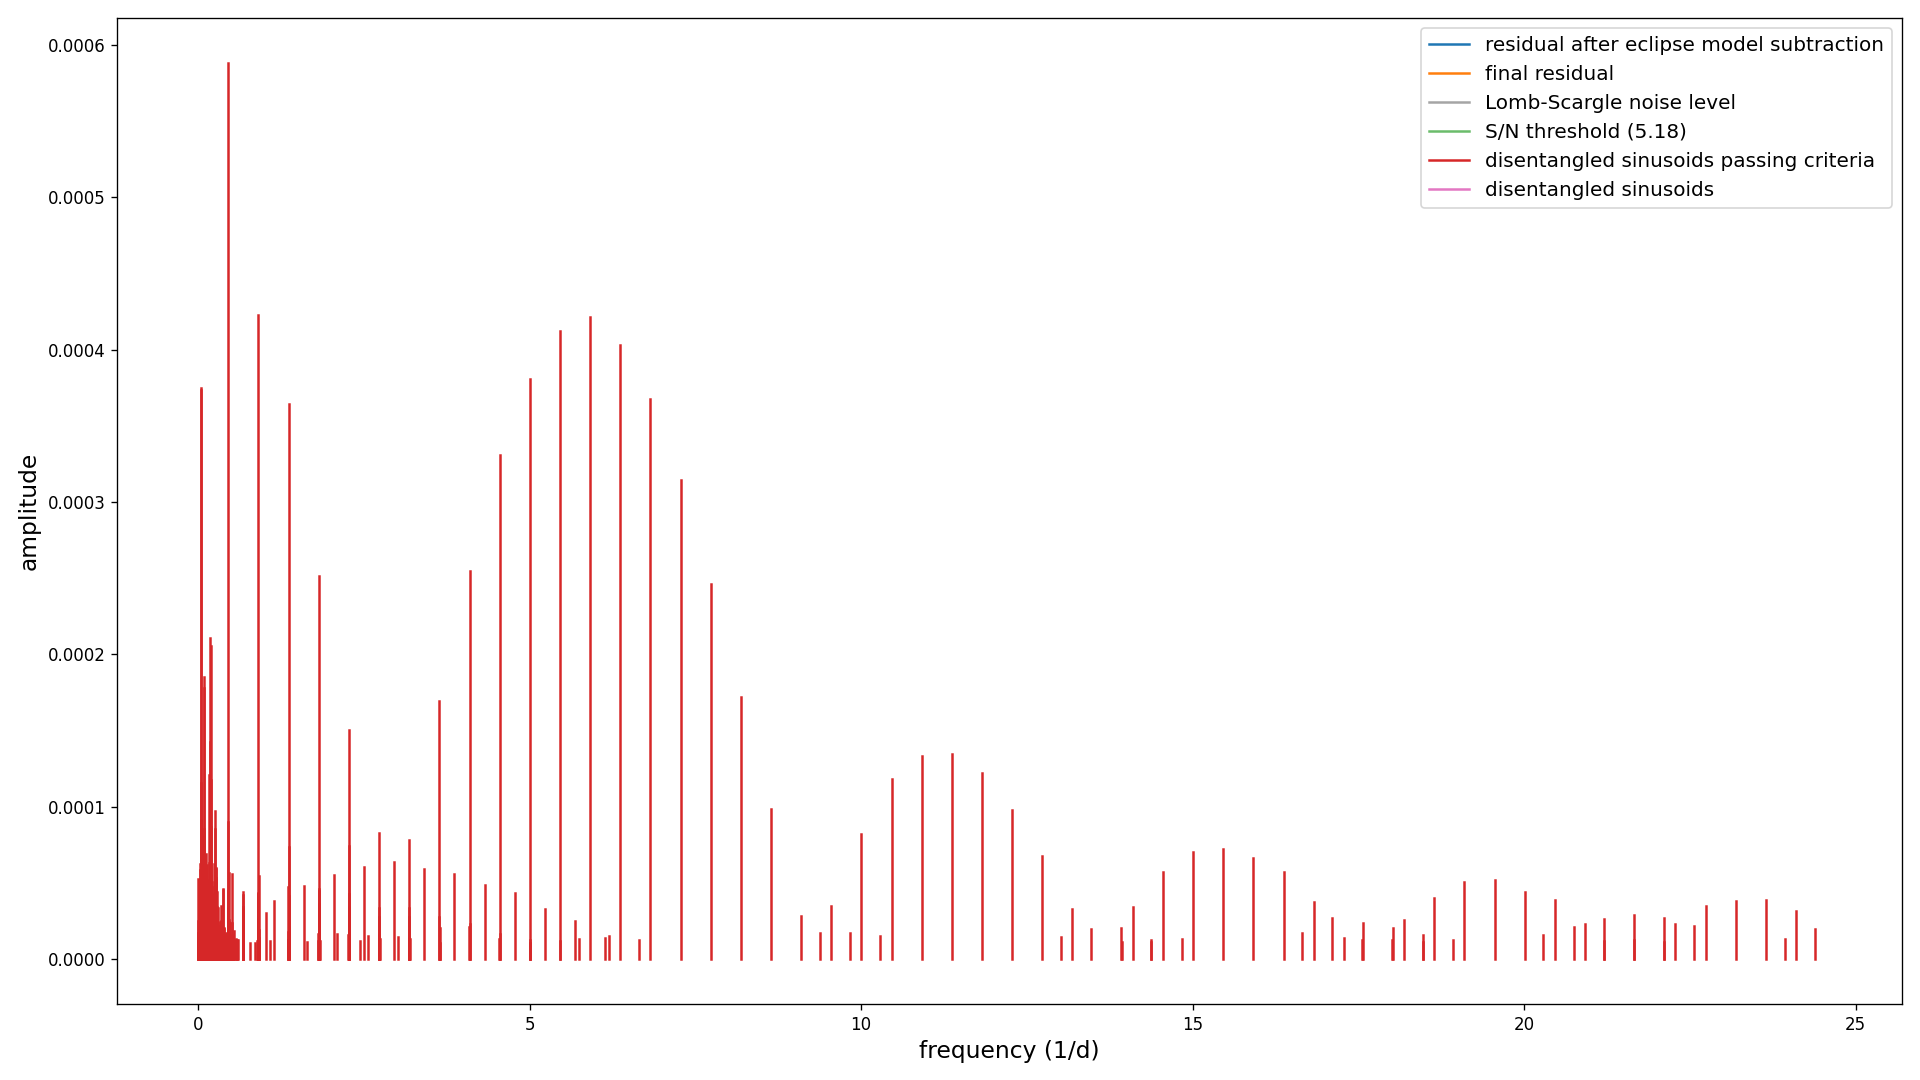 0.0006
0.0005
0.0004
0.0003
0.0002
0.0001
0.0000
amplitude
0
5
10
15
20
25
frequency (1/d)
residual after eclipse model subtraction
final residual
Lomb-Scargle noise level
S/N threshold (5.18)
disentangled sinusoids passing criteria
disentangled sinusoids